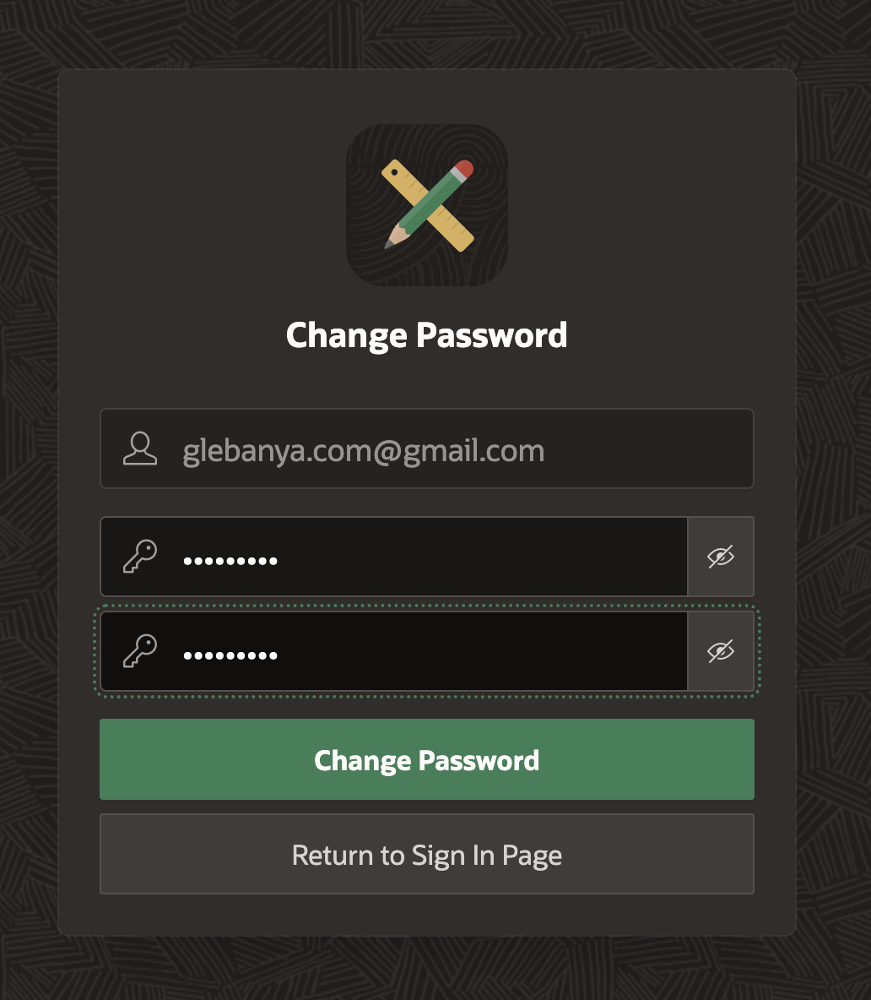 Change Password
glebanya.com@gmail.com
•••••••••
•••••••••
Change Password
Return to Sign In Page